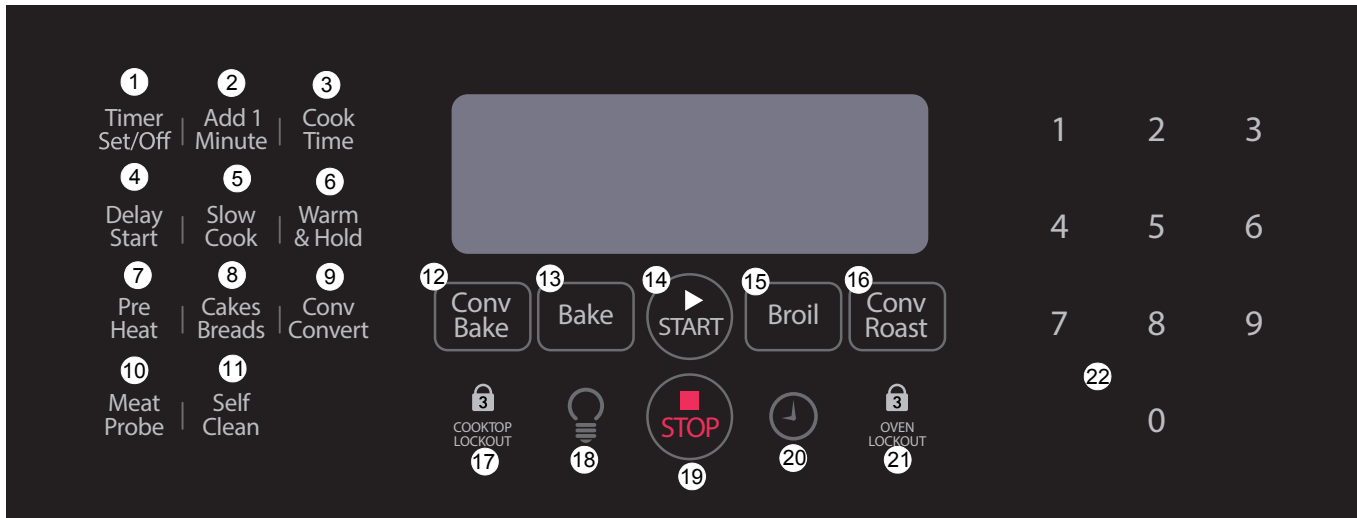 1 2 3
Timer Add 1 Cook
Set/Off Minute Time
4 5 6
Delay Slow Warm
Start Cook & Hold
7 8 9
Pre Cakes Conv
Heat Breads Convert
10 11
Meat Self
Probe Clean
12 13 14 15 16
Conv Bake START Broil Conv
Bake Roast
3 STOP 3
COOKTOP OVEN
LOCKOUT LOCKOUT
17 18 19 20 21
1 2 3
4 5 6
7 8 9
22
0